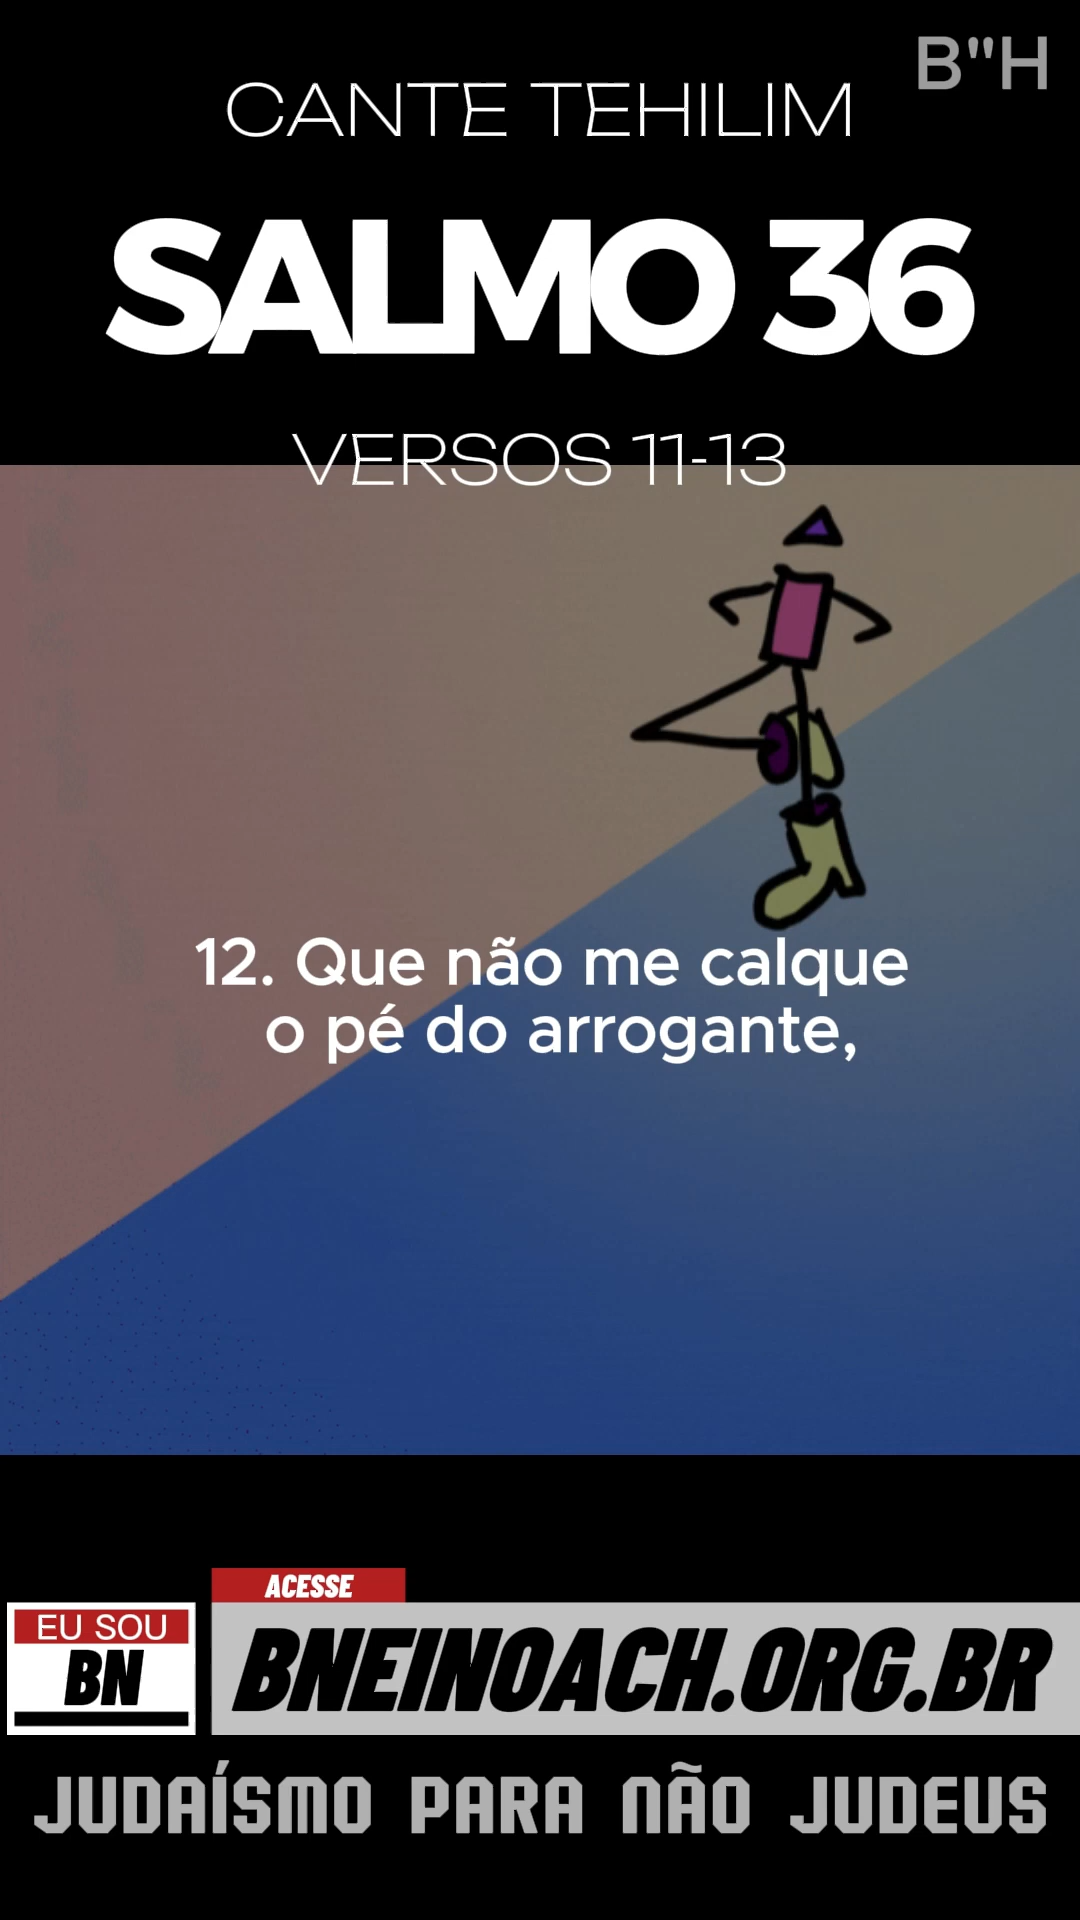 B"H
CANTE TEHILIM
SALMO 36
VERSOS 11-13
12. Que não me calque
o pé do arrogante,
ACESSE
EU SOU
BN
BNEINOACH.ORG.BR
JUDAÍSMO PARA NÃO JUDEUS